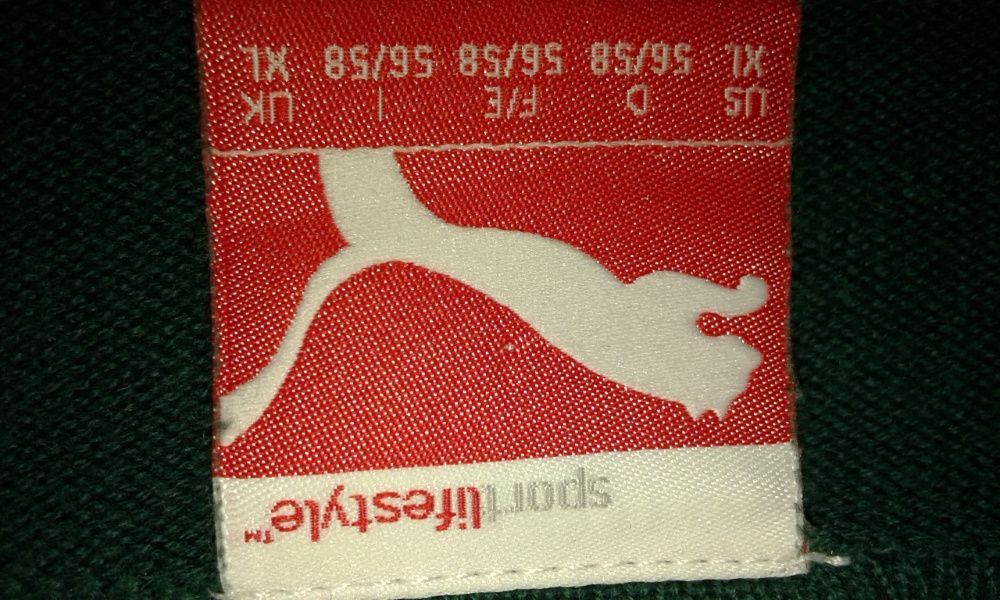 sportlifestyle™
US D F/E I UK
XL 56/58 56/58 56/58 XL